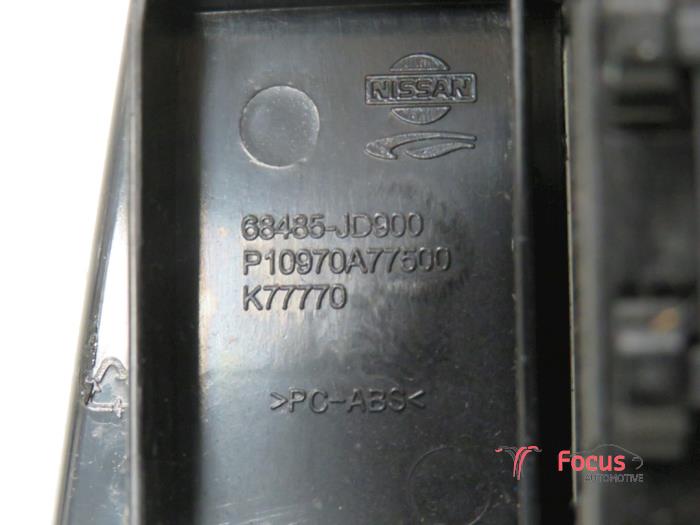 NISSAN
68485-JD900
P10970A77500
K77770
>PC-ABS<
Focus
AUTOMOTIVE